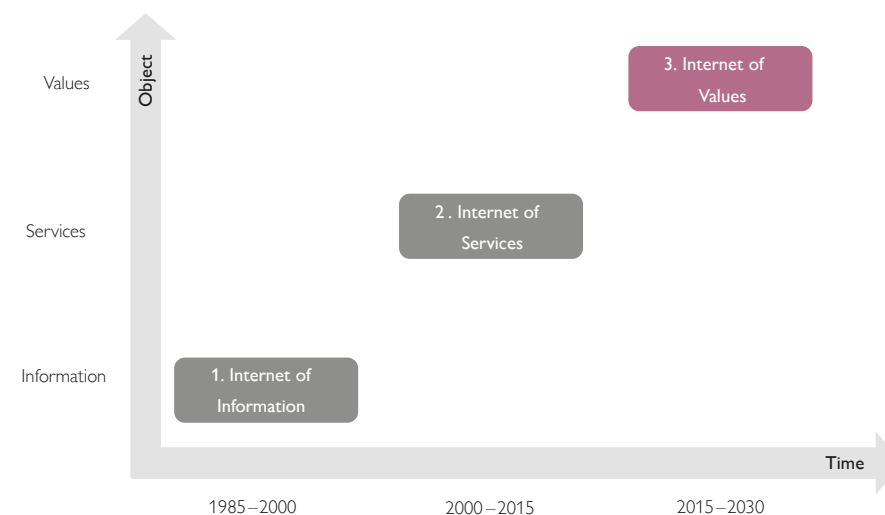 Values
Object
3. Internet of
Values
Services
2. Internet of
Services
Information
1. Internet of
Information
Time
1985–2000
2000–2015
2015–2030